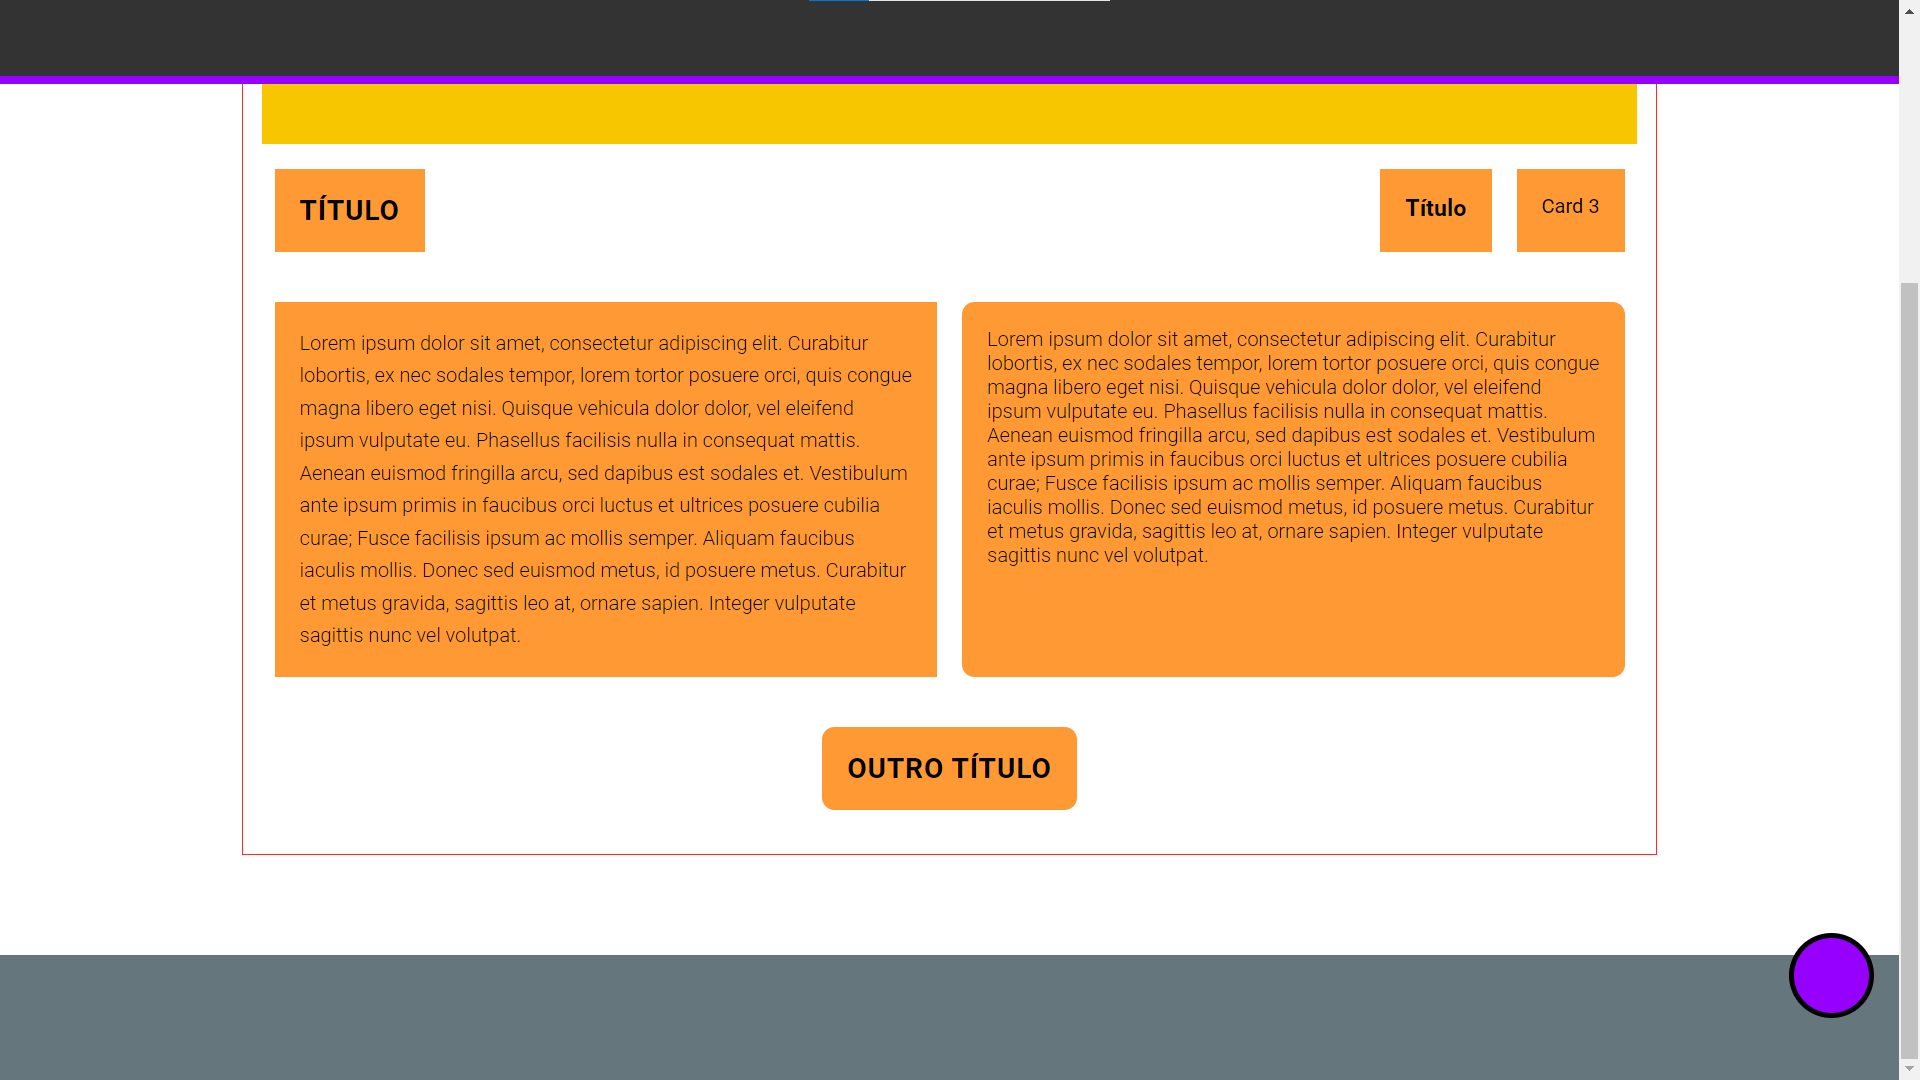 TÍTULO
Título
Card 3
Lorem ipsum dolor sit amet, consectetur adipiscing elit. Curabitur
lobortis, ex nec sodales tempor, lorem tortor posuere orci, quis congue
magna libero eget nisi. Quisque vehicula dolor dolor, vel eleifend
ipsum vulputate eu. Phasellus facilisis nulla in consequat mattis.
Aenean euismod fringilla arcu, sed dapibus est sodales et. Vestibulum
ante ipsum primis in faucibus orci luctus et ultrices posuere cubilia
curae; Fusce facilisis ipsum ac mollis semper. Aliquam faucibus
iaculis mollis. Donec sed euismod metus, id posuere metus. Curabitur
et metus gravida, sagittis leo at, ornare sapien. Integer vulputate
sagittis nunc vel volutpat.
Lorem ipsum dolor sit amet, consectetur adipiscing elit. Curabitur
lobortis, ex nec sodales tempor, lorem tortor posuere orci, quis congue
magna libero eget nisi. Quisque vehicula dolor dolor, vel eleifend
ipsum vulputate eu. Phasellus facilisis nulla in consequat mattis.
Aenean euismod fringilla arcu, sed dapibus est sodales et. Vestibulum
ante ipsum primis in faucibus orci luctus et ultrices posuere cubilia
curae; Fusce facilisis ipsum ac mollis semper. Aliquam faucibus
iaculis mollis. Donec sed euismod metus, id posuere metus. Curabitur
et metus gravida, sagittis leo at, ornare sapien. Integer vulputate
sagittis nunc vel volutpat.
OUTRO TÍTULO